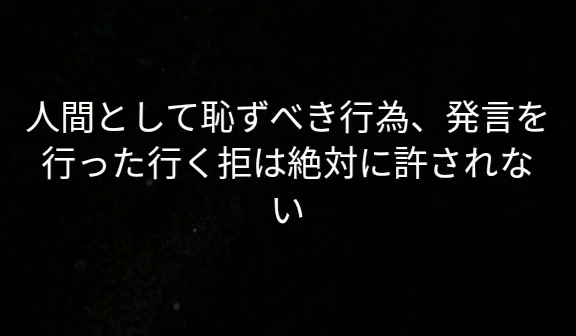 人間として恥ずべき行為、発言を
行った行く拒は絶対に許されな
い